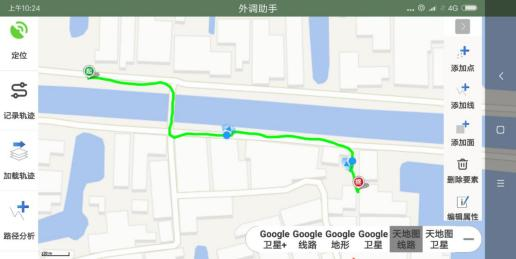 上午10:24
外调助手
... 4G
定位
记录轨迹
加载轨迹
路径分析
添加点
添加线
添加面
删除要素
编辑属性
Google 卫星+
Google 线路
Google 地形
Google 卫星
天地图 线路
天地图 卫星